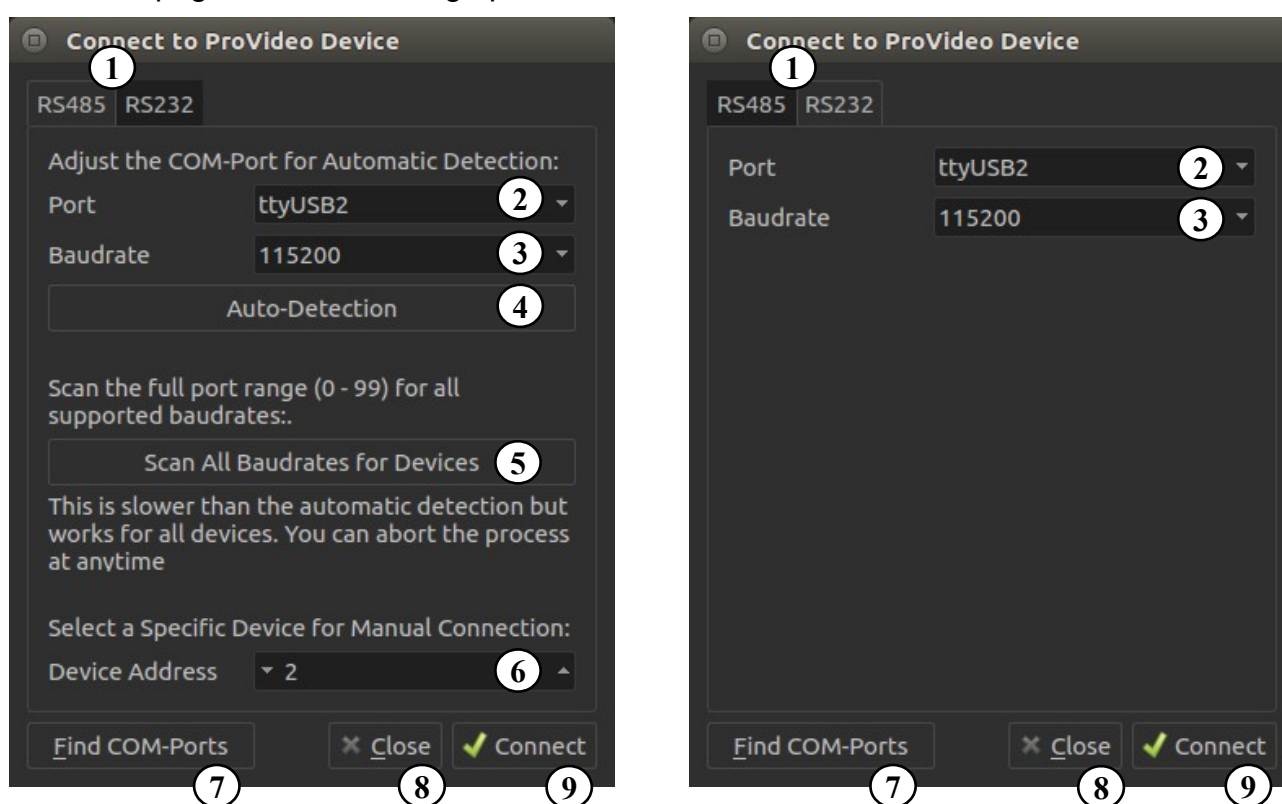 Connect to ProVideo Device
1
RS485 RS232
Adjust the COM-Port for Automatic Detection:
Port ttyUSB2 2
Baudrate 115200 3
Auto-Detection 4
Scan the full port range (0 - 99) for all
supported baudrates:.
Scan All Baudrates for Devices 5
This is slower than the automatic detection but
works for all devices. You can abort the process
at anytime
Select a Specific Device for Manual Connection:
Device Address 2 6
Find COM-Ports Close Connect
7 8 9
Connect to ProVideo Device
1
RS485 RS232
Port ttyUSB2 2
Baudrate 115200 3
Find COM-Ports Close Connect
7 8 9